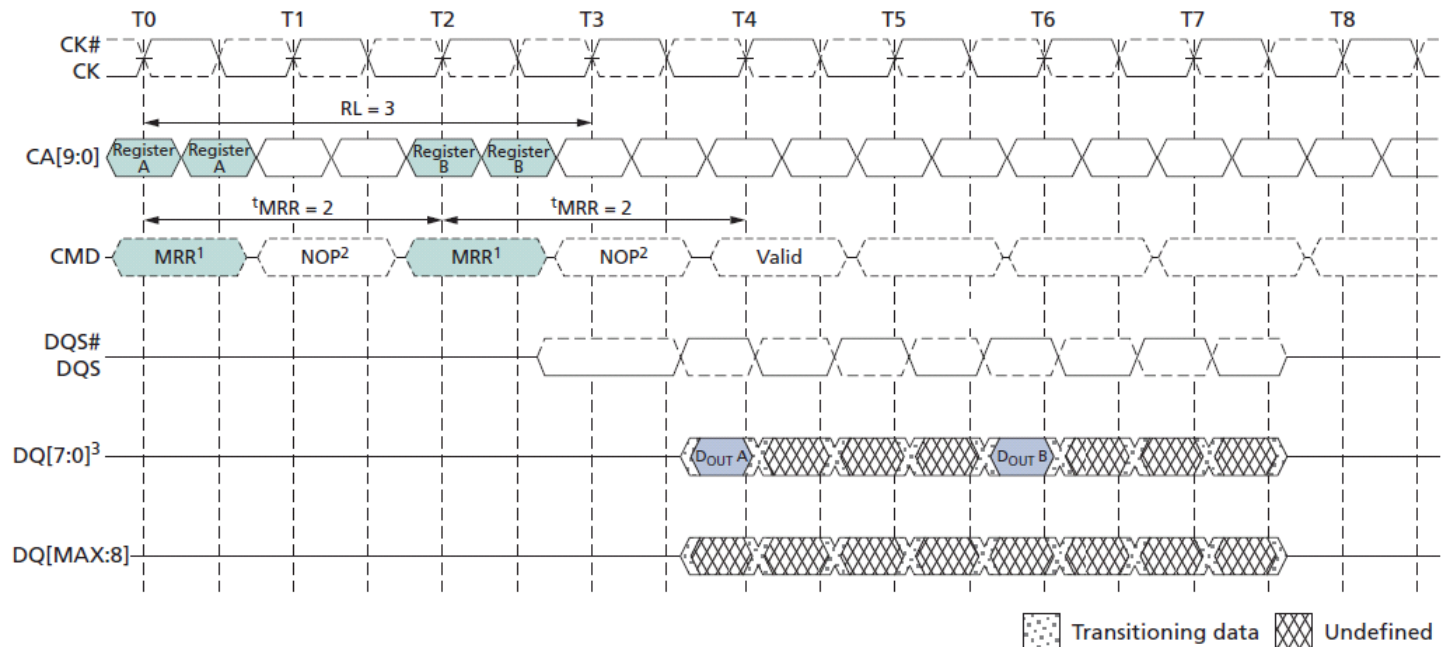 T0 T1 T2 T3 T4 T5 T6 T7 T8
CK#
CK
RL = 3
CA[9:0] Register A Register A Register B Register B
tMRR = 2 tMRR = 2
CMD MRR1 NOP2 MRR1 NOP2 Valid
DQS#
DQS
DQ[7:0]3 DOUT A DOUT B
DQ[MAX:8]
Transitioning data Undefined